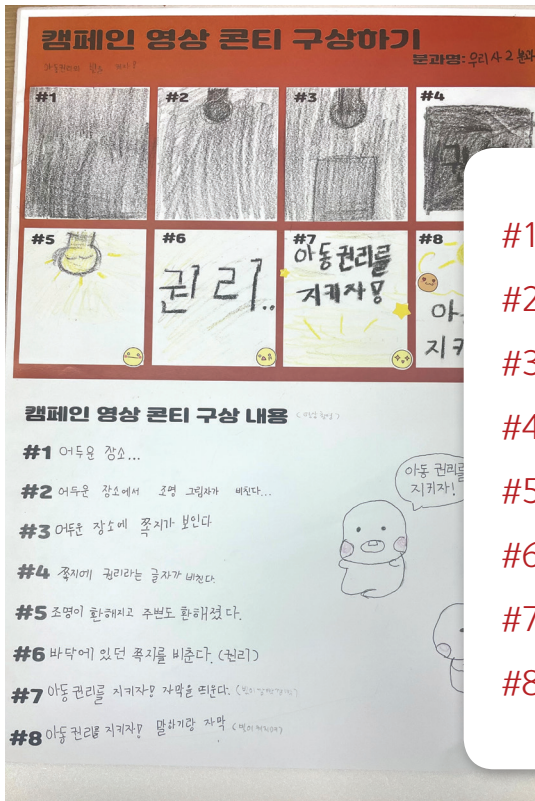 캠페인 영상 콘티 구상하기
분과명: 우리 사 2 분과
#1 #2 #3 #4
#5 #6 #7 #8
권리..
아동권리를
지키자!
아
지키
캠페인 영상 콘티 구상 내용
#1 어두운 장소...
#2 어두운 장소에서 조명 그림자가 비친다...
#3 어두운 장소에 쪽지가 보인다
#4 쪽지에 권리라는 글자가 비친다.
#5 조명이 환해지고 주변도 환해졌다.
#6 바닥에 있던 쪽지를 비춘다. (권리)
#7 아동권리를 지키자! 자막을 띄운다.
#8 아동권리를 지키자! 말하기랑 자막
아동 권리를
지키자!
#1
#2
#3
#4
#5
#6
#7
#8